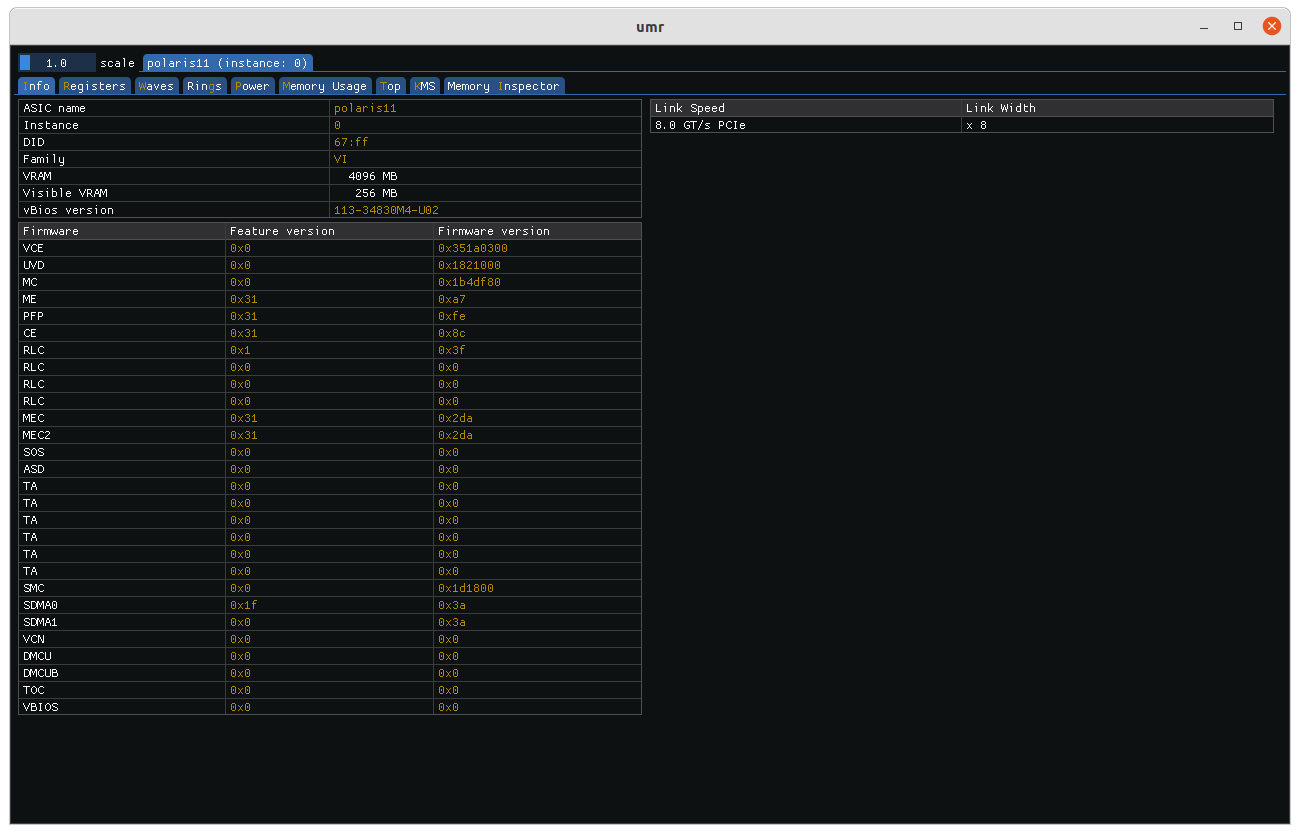 umr
1.0 scale polaris11 (instance: 0)
Info Registers Waves Rings Power Memory Usage Top KMS Memory Inspector
ASIC name polaris11
Instance 0
DID 67:ff
Family VI
VRAM 4096 MB
Visible VRAM 256 MB
vBios version 113-34830M4-U02
Link Speed Link Width
8.0 GT/s PCIe x 8
Firmware Feature version Firmware version
VCE 0x0 0x351a0300
UVD 0x0 0x1821000
MC 0x0 0x1b4df80
ME 0x31 0xa7
PFP 0x31 0xfe
CE 0x31 0x8c
RLC 0x1 0x3f
RLC 0x0 0x0
RLC 0x0 0x0
RLC 0x0 0x0
MEC 0x31 0x2da
MEC2 0x31 0x2da
SOS 0x0 0x0
ASD 0x0 0x0
TA 0x0 0x0
TA 0x0 0x0
TA 0x0 0x0
TA 0x0 0x0
TA 0x0 0x0
TA 0x0 0x0
SMC 0x0 0x1d1800
SDMA0 0x1f 0x3a
SDMA1 0x0 0x3a
VCN 0x0 0x0
DMCU 0x0 0x0
DMCUB 0x0 0x0
TOC 0x0 0x0
VBIOS 0x0 0x0